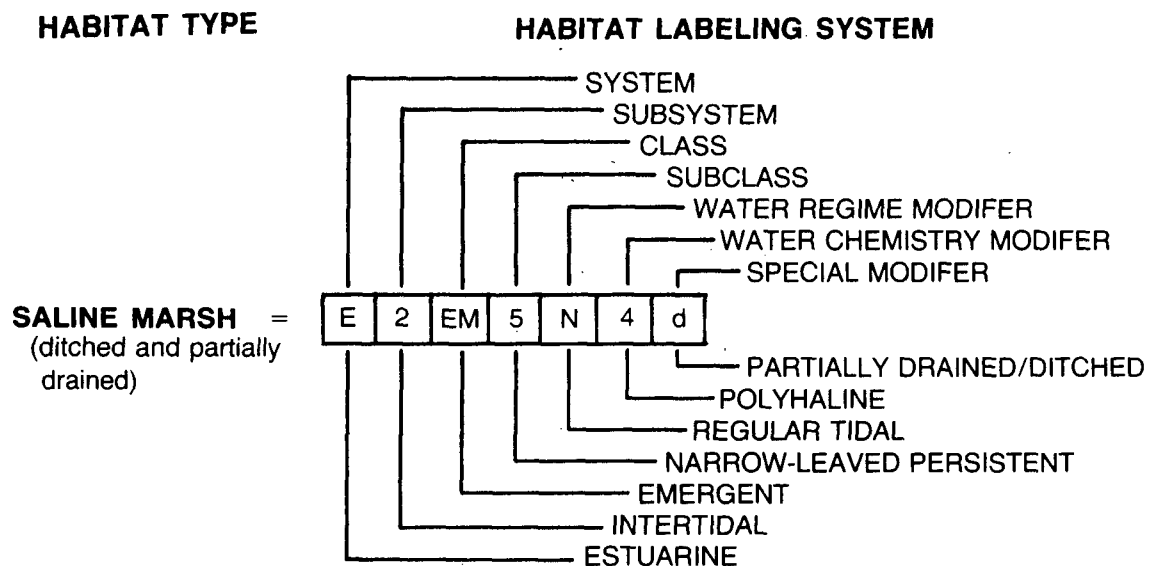 HABITAT TYPE
HABITAT LABELING SYSTEM
SYSTEM
SUBSYSTEM
CLASS
SUBCLASS
WATER REGIME MODIFER
WATER CHEMISTRY MODIFER
SPECIAL MODIFER
SALINE MARSH = E 2 EM 5 N 4 d
(ditched and partially
drained)
PARTIALLY DRAINED/DITCHED
POLYHALINE
REGULAR TIDAL
NARROW-LEAVED PERSISTENT
EMERGENT
INTERTIDAL
ESTUARINE